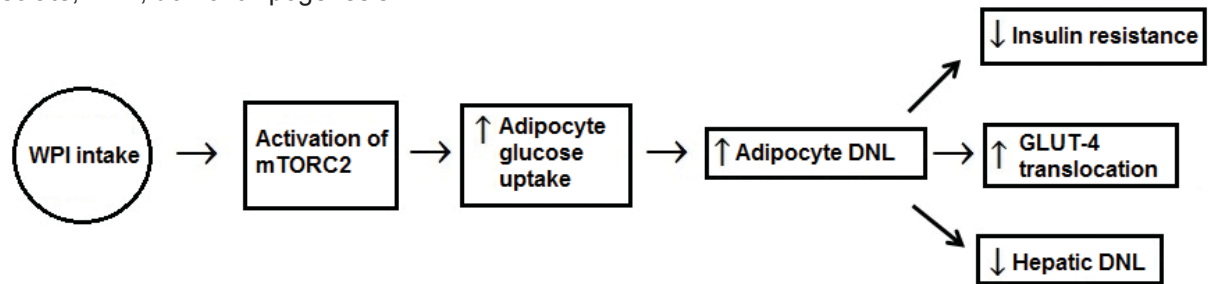 WPI intake
Activation of
mTORC2
↑ Adipocyte
glucose
uptake
↑ Adipocyte DNL
↓ Insulin resistance
↑ GLUT-4
translocation
↓ Hepatic DNL